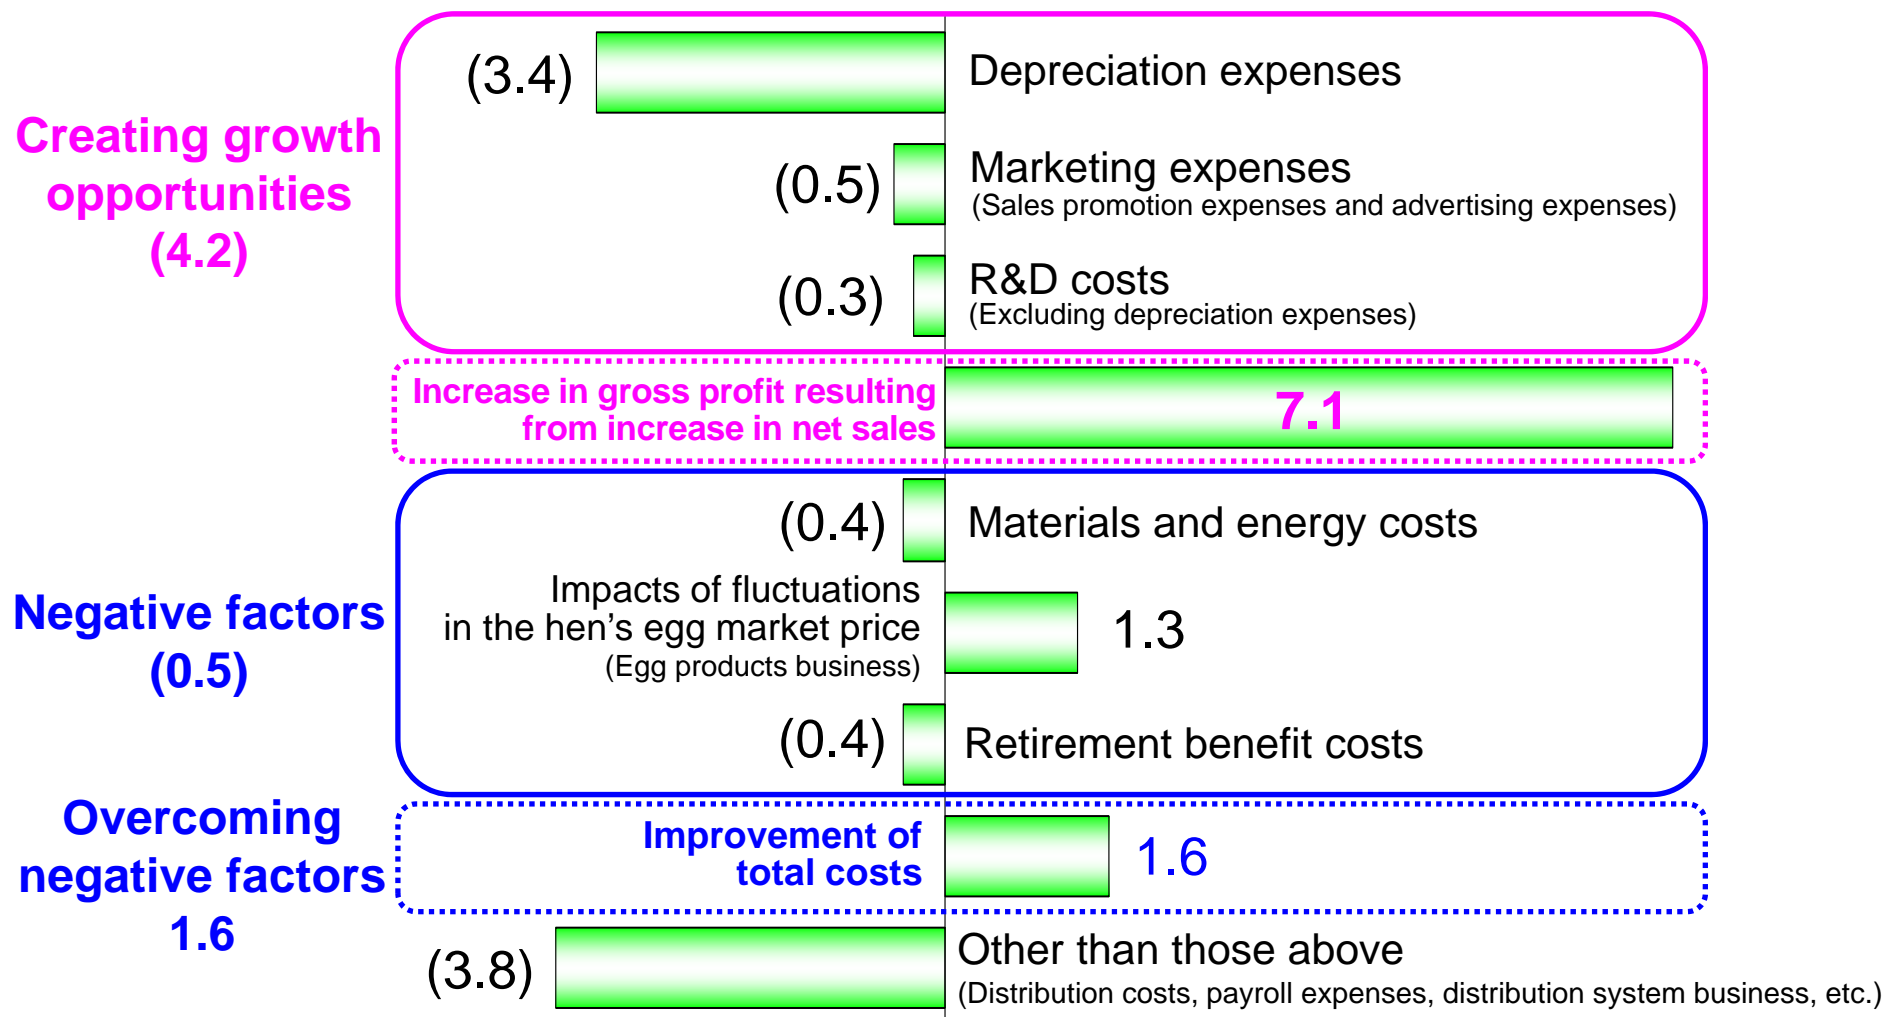 Creating growth
opportunities
(4.2)
(3.4)
Depreciation expenses
(0.5)
Marketing expenses
(Sales promotion expenses and advertising expenses)
(0.3)
R&D costs
(Excluding depreciation expenses)
Increase in gross profit resulting
from increase in net sales
7.1
Negative factors
(0.5)
(0.4)
Materials and energy costs
Impacts of fluctuations
in the hen’s egg market price
(Egg products business)
1.3
(0.4)
Retirement benefit costs
Overcoming
negative factors
1.6
Improvement of
total costs
1.6
(3.8)
Other than those above
(Distribution costs, payroll expenses, distribution system business, etc.)